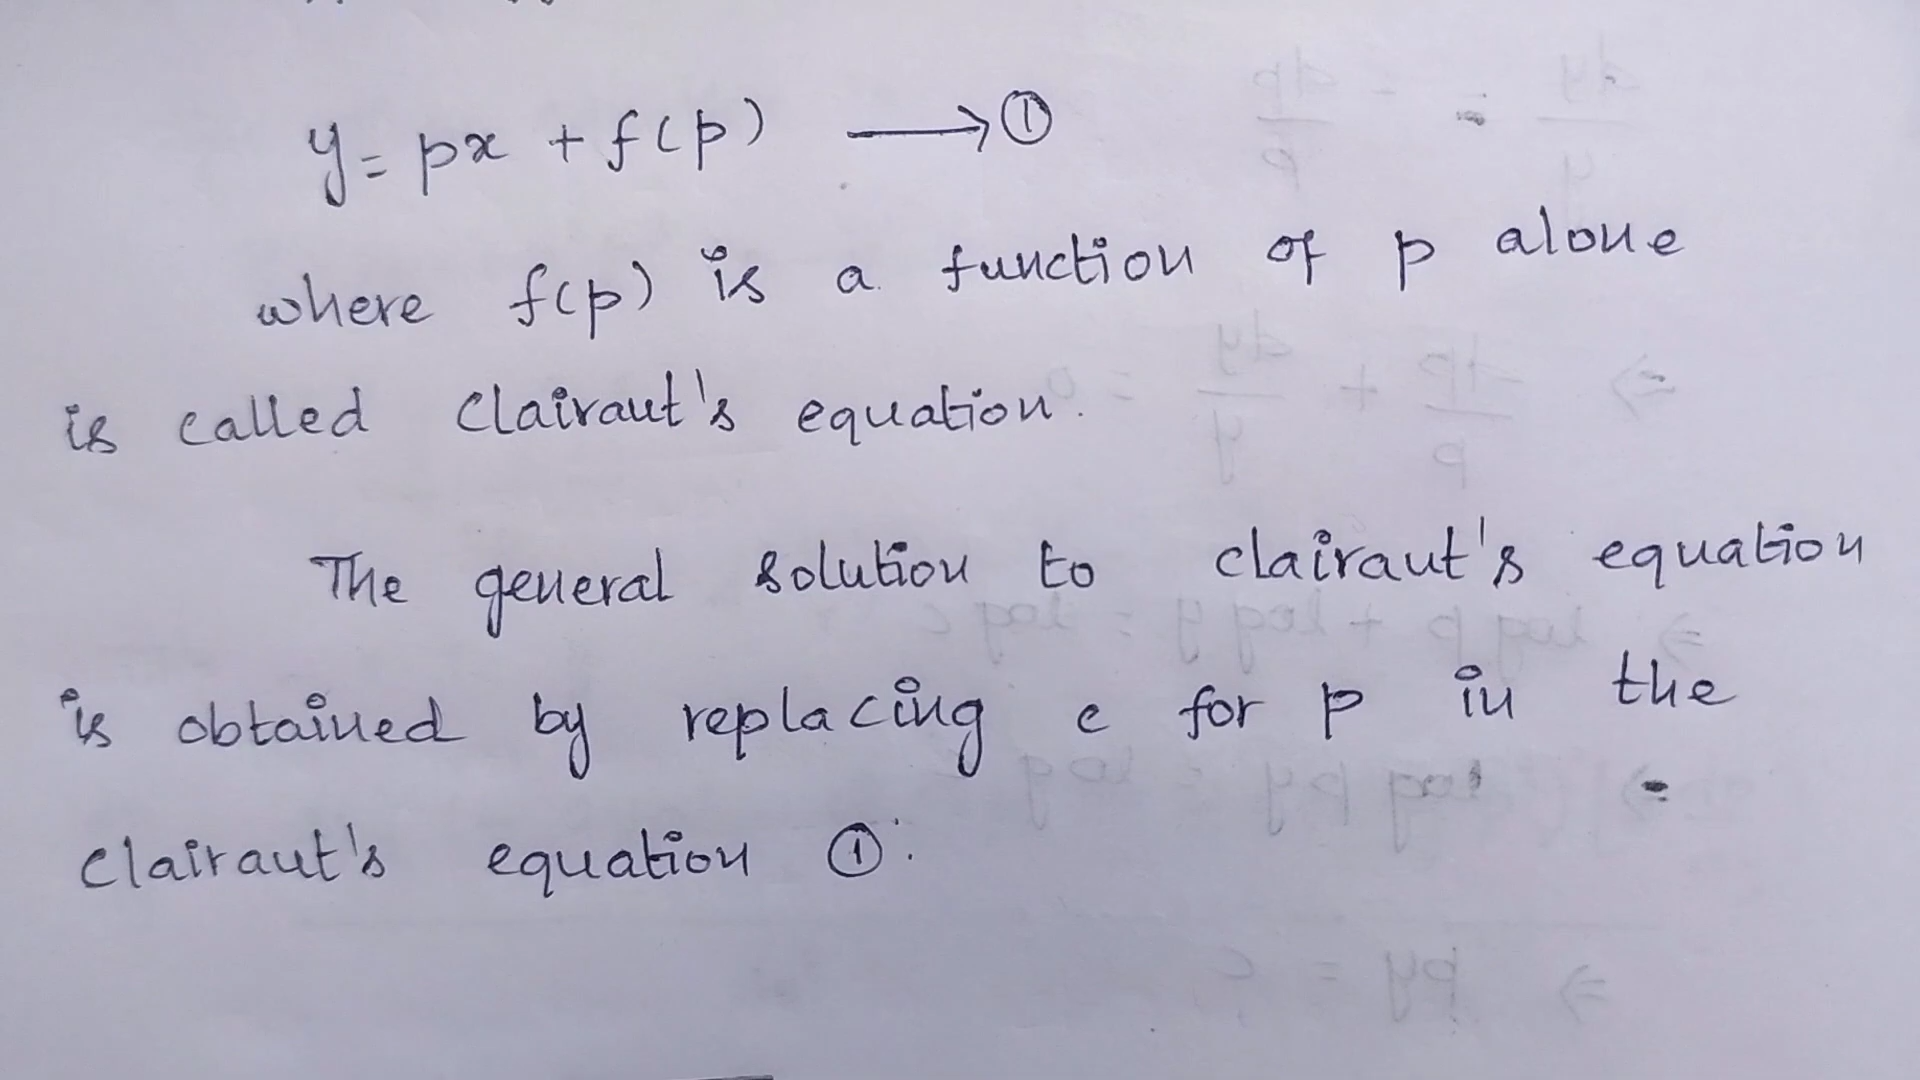 y = px + f(p) ⟶ ①
where f(p) is a function of p alone
is called Clairaut's equation.
The general solution to clairaut's equation
is obtained by replacing c for p in the
Clairaut's equation ①.